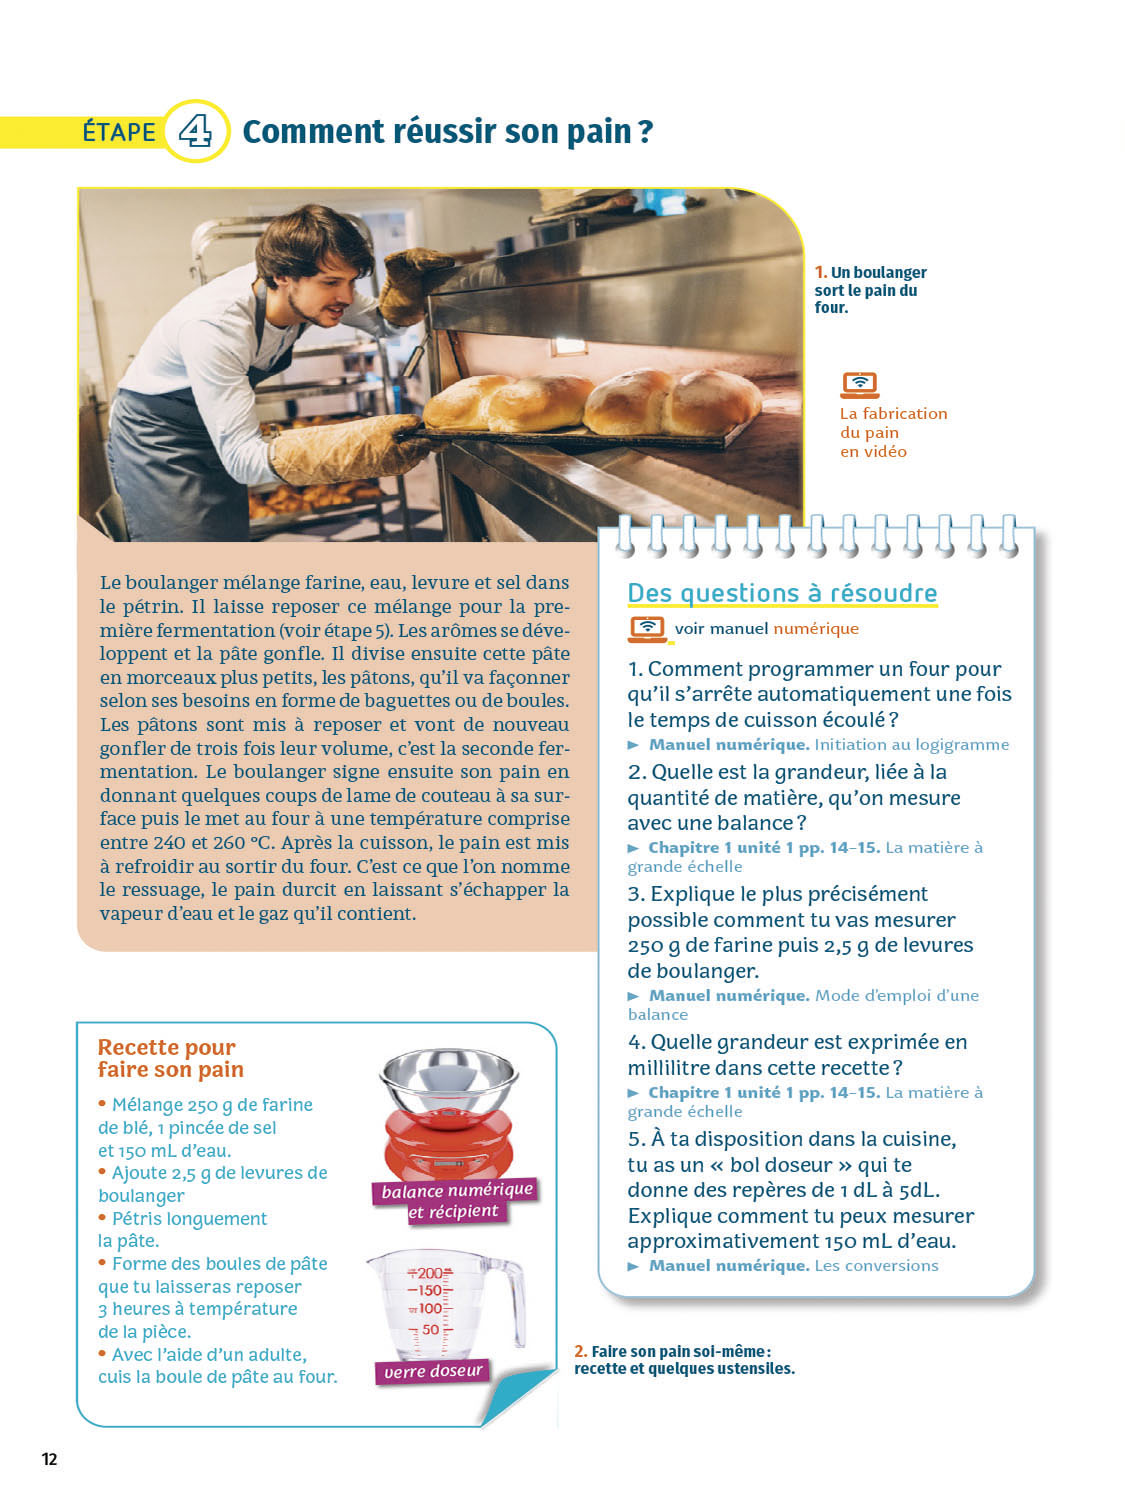 ÉTAPE 4 Comment réussir son pain ?
1. Un boulanger
sort le pain du
four.
La fabrication
du pain
en vidéo
Le boulanger mélange farine, eau, levure et sel dans
le pétrin. Il laisse reposer ce mélange pour la pre-
mière fermentation (voir étape 5). Les arômes se déve-
loppent et la pâte gonfle. Il divise ensuite cette pâte
en morceaux plus petits, les pâtons, qu’il va façonner
selon ses besoins en forme de baguettes ou de boules.
Les pâtons sont mis à reposer et vont de nouveau
gonfler de trois fois leur volume, c’est la seconde fer-
mentation. Le boulanger signe ensuite son pain en
donnant quelques coups de lame de couteau à sa sur-
face puis le met au four à une température comprise
entre 240 et 260 °C. Après la cuisson, le pain est mis
à refroidir au sortir du four. C’est ce que l’on nomme
le ressuage, le pain durcit en laissant s’échapper la
vapeur d’eau et le gaz qu’il contient.
Des questions à résoudre
voir manuel numérique
1. Comment programmer un four pour
qu’il s’arrête automatiquement une fois
le temps de cuisson écoulé ?
► Manuel numérique. Initiation au logigramme
2. Quelle est la grandeur, liée à la
quantité de matière, qu’on mesure
avec une balance ?
► Chapitre 1 unité 1 pp. 14-15. La matière à
grande échelle
3. Explique le plus précisément
possible comment tu vas mesurer
250 g de farine puis 2,5 g de levures
de boulanger.
► Manuel numérique. Mode d’emploi d’une
balance
4. Quelle grandeur est exprimée en
millilitre dans cette recette ?
► Chapitre 1 unité 1 pp. 14-15. La matière à
grande échelle
5. À ta disposition dans la cuisine,
tu as un « bol doseur » qui te
donne des repères de 1 dL à 5dL.
Explique comment tu peux mesurer
approximativement 150 mL d’eau.
► Manuel numérique. Les conversions
Recette pour
faire son pain
• Mélange 250 g de farine
de blé, 1 pincée de sel
et 150 mL d’eau.
• Ajoute 2,5 g de levures de
boulanger
• Pétris longuement
la pâte.
• Forme des boules de pâte
que tu laisseras reposer
3 heures à température
de la pièce.
• Avec l’aide d’un adulte,
cuis la boule de pâte au four.
balance numérique
et récipient
200
150
100
50
verre doseur
2. Faire son pain soi-même :
recette et quelques ustensiles.
12